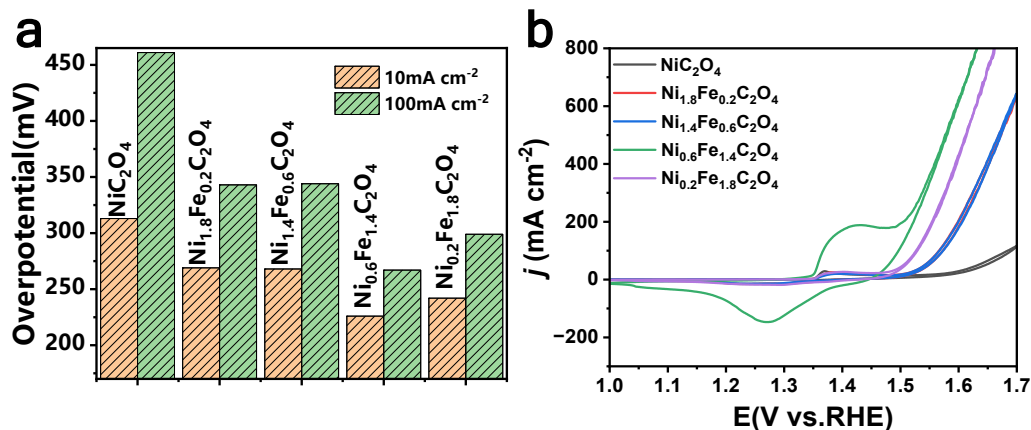 a
Overpotential(mV)
450
400
350
300
250
200
10mA cm⁻²
100mA cm⁻²
NiC₂O₄
Ni₁.₈Fe₀.₂C₂O₄
Ni₁.₄Fe₀.₆C₂O₄
Ni₀.₆Fe₁.₄C₂O₄
Ni₀.₂Fe₁.₈C₂O₄
b
j (mA cm⁻²)
800
600
400
200
0
−200
NiC₂O₄
Ni₁.₈Fe₀.₂C₂O₄
Ni₁.₄Fe₀.₆C₂O₄
Ni₀.₆Fe₁.₄C₂O₄
Ni₀.₂Fe₁.₈C₂O₄
1.0 1.1 1.2 1.3 1.4 1.5 1.6 1.7
E(V vs.RHE)